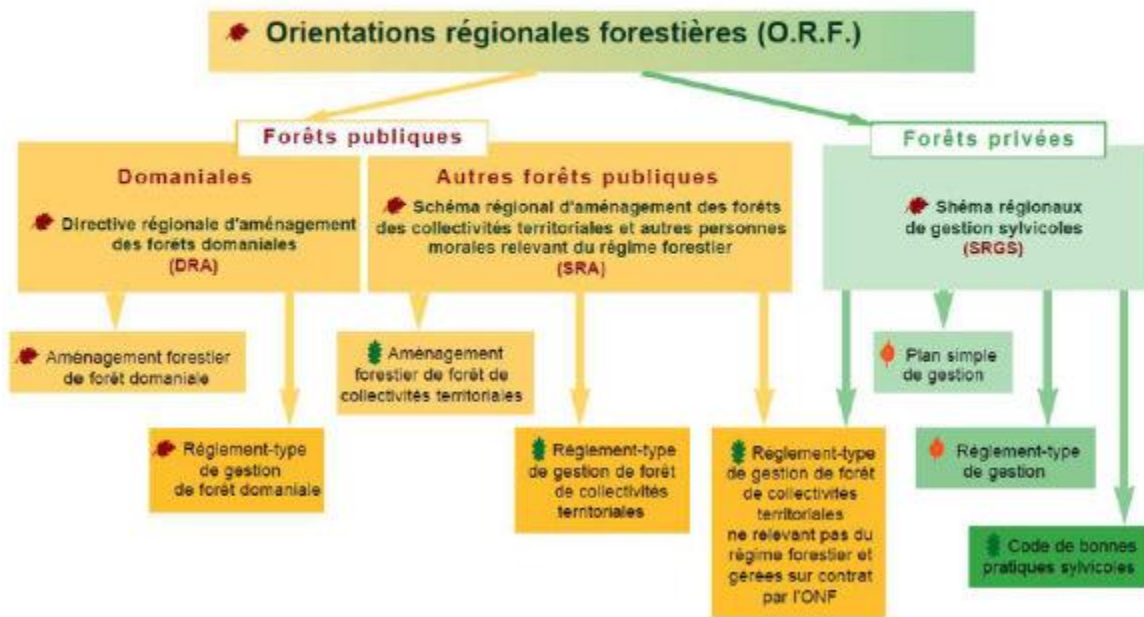 Orientations régionales forestières (O.R.F.)
Forêts publiques
Domaniales
Directive régionale d'aménagement
des forêts domaniales
(DRA)
Autres forêts publiques
Schéma régional d'aménagement des forêts
des collectivités territoriales et autres personnes
morales relevant du régime forestier
(SRA)
Forêts privées
Shéma régionaux
de gestion sylvicoles
(SRGS)
Aménagement forestier
de forêt domaniale
Aménagement
forestier de forêt de
collectivités territoriales
Plan simple
de gestion
Réglement-type
de gestion
de forêt domaniale
Réglement-type
de gestion de forêt
de collectivités
territoriales
Réglement-type
de gestion de forêt
de collectivités
territoriales
ne relevant pas du
régime forestier et
gérées sur contrat
par l'ONF
Réglement-type
de gestion
Code de bonnes
pratiques sylvicoles